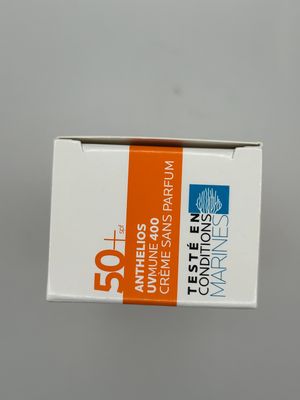 50+
spf
ANTHELIOS
UVMUNE 400
CRÈME SANS PARFUM
TESTÉ EN
CONDITIONS
MARINES